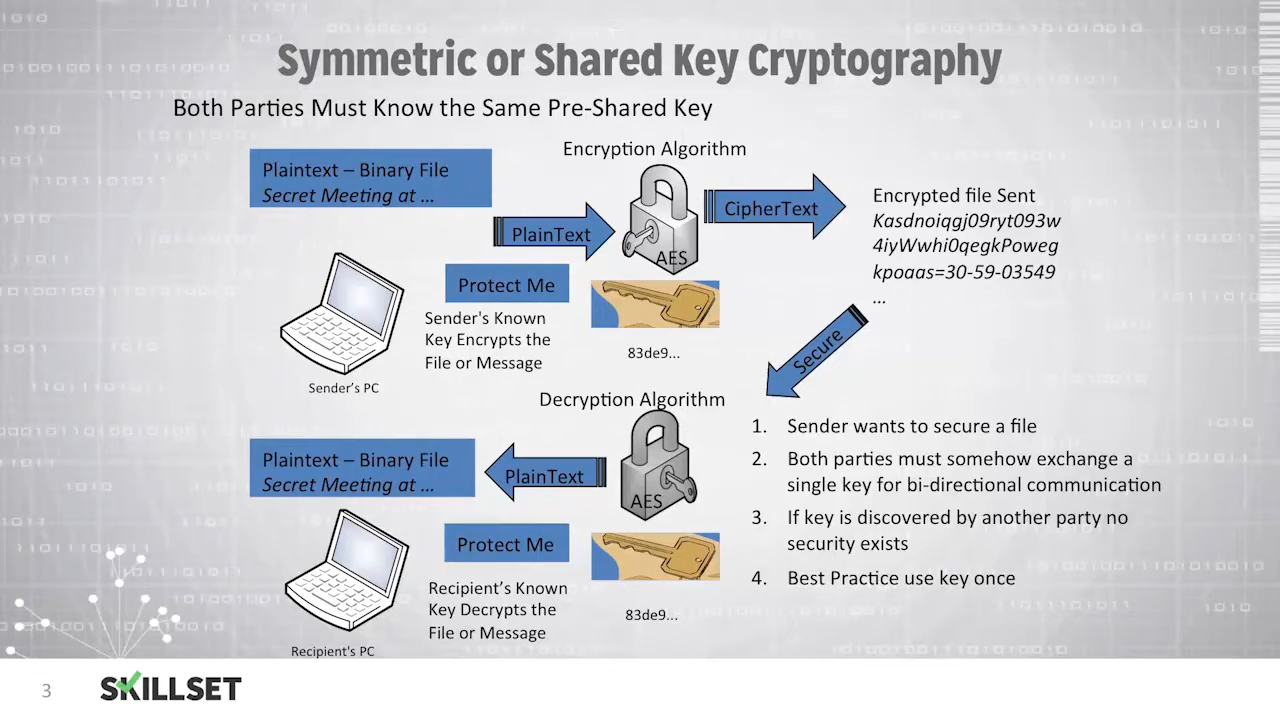 Symmetric or Shared Key Cryptography
Both Parties Must Know the Same Pre-Shared Key
Encryption Algorithm
Plaintext – Binary File
Secret Meeting at ...
PlainText
AES
CipherText
Encrypted file Sent
Kasdnoiqgj09ryt093w
4iyWwhi0qegkPoweg
kpoaas=30-59-03549
...
Protect Me
Sender's Known
Key Encrypts the
File or Message
83de9...
Sender's PC
Secure
Decryption Algorithm
Plaintext – Binary File
Secret Meeting at ...
PlainText
AES
Protect Me
Recipient's Known
Key Decrypts the
File or Message
83de9...
Recipient's PC
1. Sender wants to secure a file
2. Both parties must somehow exchange a
single key for bi-directional communication
3. If key is discovered by another party no
security exists
4. Best Practice use key once
3
SKILLSET